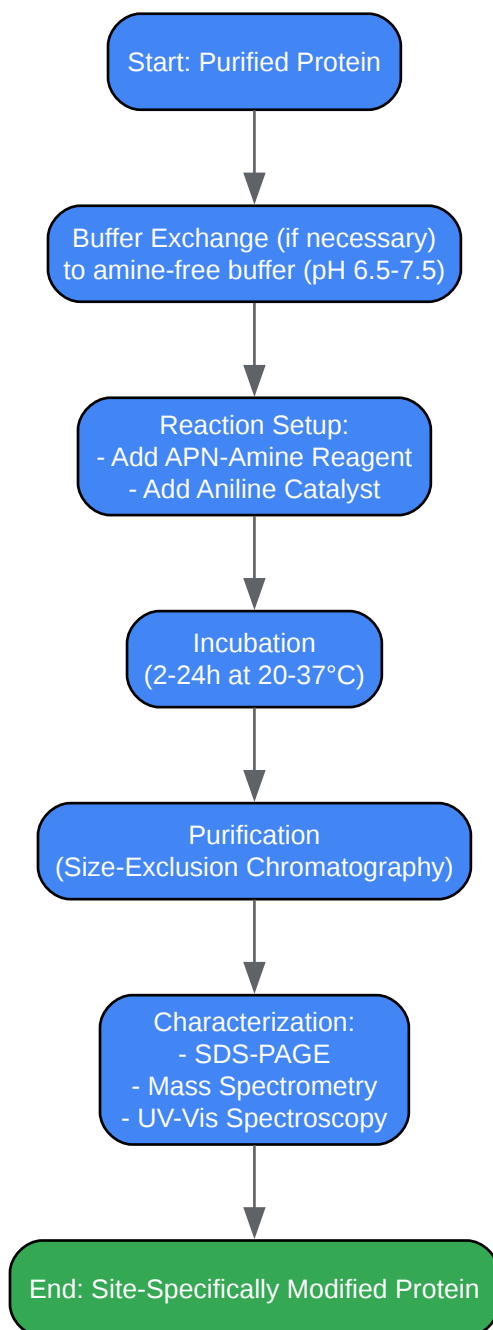 Start: Purified Protein
Buffer Exchange (if necessary)
to amine-free buffer (pH 6.5-7.5)
Reaction Setup:
- Add APN-Amine Reagent
- Add Aniline Catalyst
Incubation
(2-24h at 20-37°C)
Purification
(Size-Exclusion Chromatography)
Characterization:
- SDS-PAGE
- Mass Spectrometry
- UV-Vis Spectroscopy
End: Site-Specifically Modified Protein